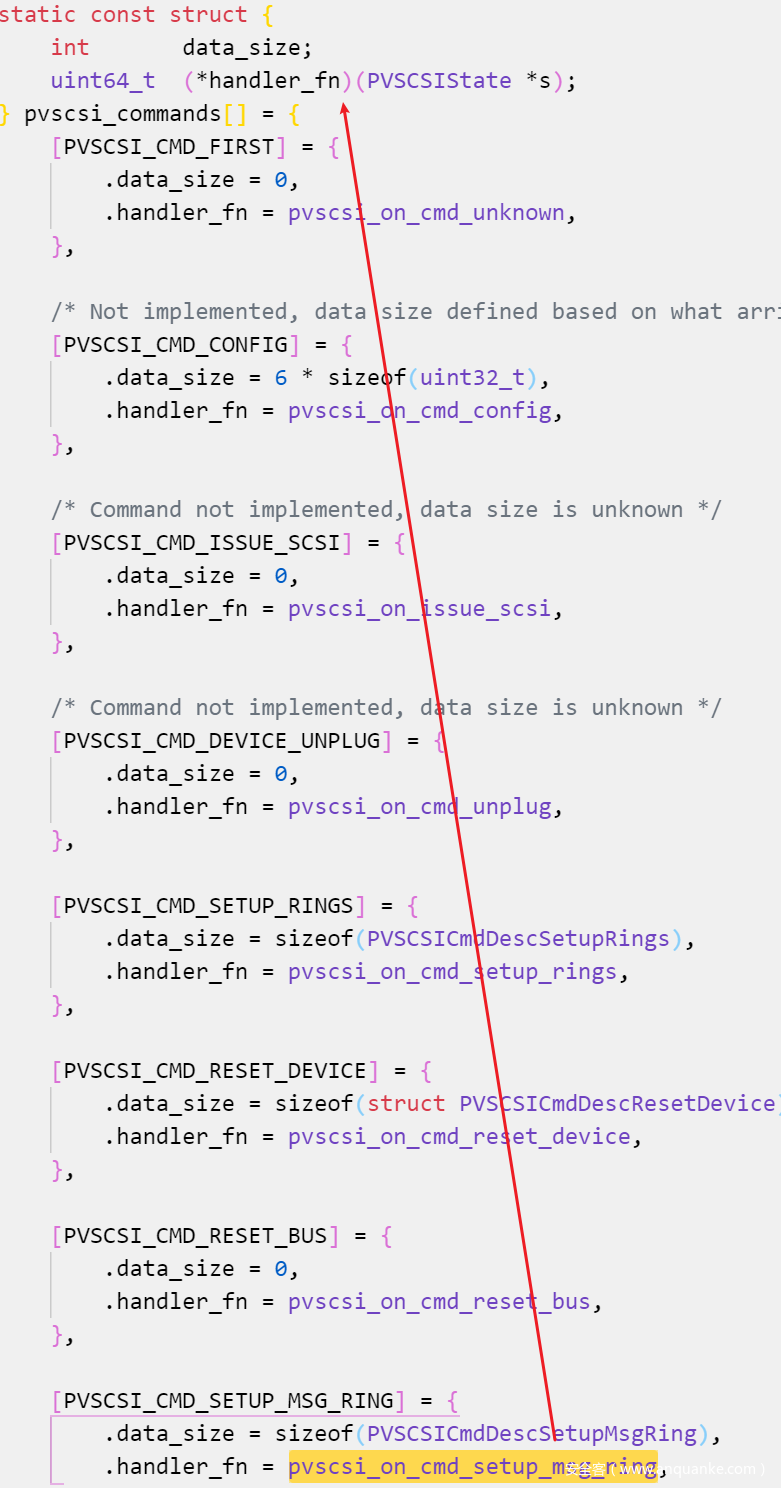 static const struct {
    int       data_size;
    uint64_t  (*handler_fn)(PVSCSIState *s);
} pvscsi_commands[] = {
    [PVSCSI_CMD_FIRST] = {
        .data_size = 0,
        .handler_fn = pvscsi_on_cmd_unknown,
    },

    /* Not implemented, data size defined based on what arri
    [PVSCSI_CMD_CONFIG] = {
        .data_size = 6 * sizeof(uint32_t),
        .handler_fn = pvscsi_on_cmd_config,
    },

    /* Command not implemented, data size is unknown */
    [PVSCSI_CMD_ISSUE_SCSI] = {
        .data_size = 0,
        .handler_fn = pvscsi_on_issue_scsi,
    },

    /* Command not implemented, data size is unknown */
    [PVSCSI_CMD_DEVICE_UNPLUG] = {
        .data_size = 0,
        .handler_fn = pvscsi_on_cmd_unplug,
    },

    [PVSCSI_CMD_SETUP_RINGS] = {
        .data_size = sizeof(PVSCSICmdDescSetupRings),
        .handler_fn = pvscsi_on_cmd_setup_rings,
    },

    [PVSCSI_CMD_RESET_DEVICE] = {
        .data_size = sizeof(struct PVSCSICmdDescResetDevice)
        .handler_fn = pvscsi_on_cmd_reset_device,
    },

    [PVSCSI_CMD_RESET_BUS] = {
        .data_size = 0,
        .handler_fn = pvscsi_on_cmd_reset_bus,
    },

    [PVSCSI_CMD_SETUP_MSG_RING] = {
        .data_size = sizeof(PVSCSICmdDescSetupMsgRing),
        .handler_fn = pvscsi_on_cmd_setup_msg_ring,
安全客（www.anquanke.com）